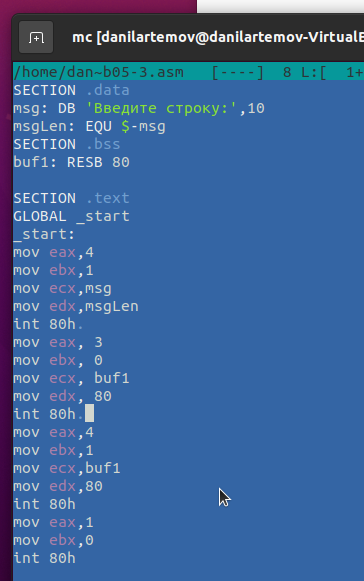 mc [danilartemov@danilartemov-VirtualB
/home/dan~b05-3.asm   [----]  8 L:[  1+
SECTION .data
msg: DB 'Введите строку:',10
msgLen: EQU $-msg
SECTION .bss
buf1: RESB 80
SECTION .text
GLOBAL _start
_start:
mov eax,4
mov ebx,1
mov ecx,msg
mov edx,msgLen
int 80h.
mov eax, 3
mov ebx, 0
mov ecx, buf1
mov edx, 80
int 80h.
mov eax,4
mov ebx,1
mov ecx,buf1
mov edx,80
int 80h
mov eax,1
mov ebx,0
int 80h